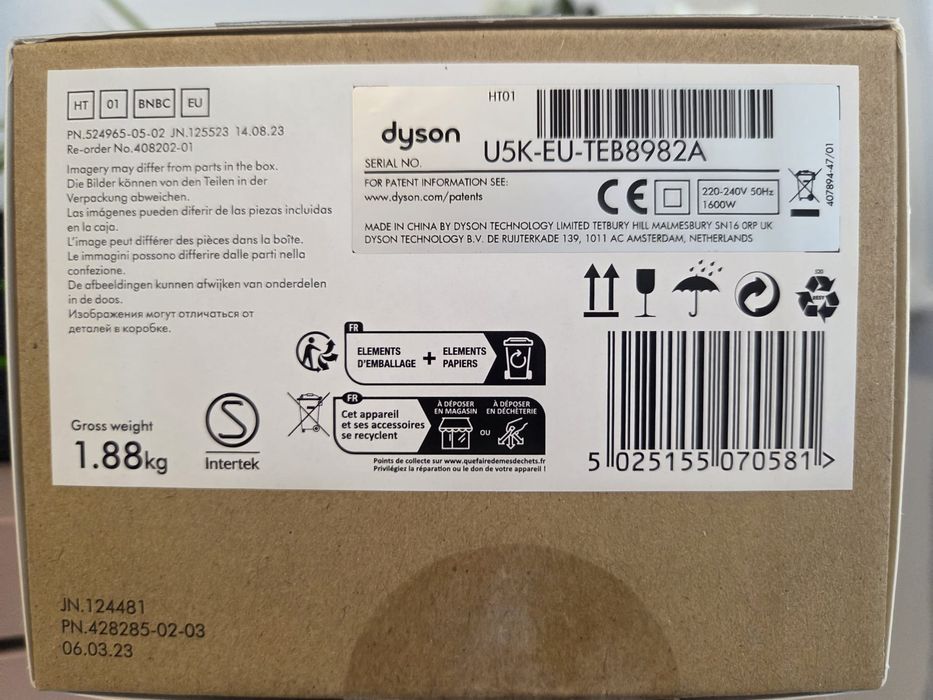 HT 01 BNBC EU
PN.524965-05-02 JN.125523 14.08.23
Re-order No.408202-01
Imagery may differ from parts in the box.
Die Bilder können von den Teilen in der
Verpackung abweichen.
Las imágenes pueden diferir de las piezas incluidas
en la caja.
L'image peut différer des pièces dans la boîte.
Le immagini possono differire dalle parti nella
confezione.
De afbeeldingen kunnen afwijken van onderdelen
in de doos.
Изображения могут отличаться от
деталей в коробке.
HT01
dyson
SERIAL NO.
U5K-EU-TEB8982A
FOR PATENT INFORMATION SEE:
www.dyson.com/patents
CE
220-240V 50Hz
1600W
407894-47/01
MADE IN CHINA BY DYSON TECHNOLOGY LIMITED TETBURY HILL MALMESBURY SN16 0RP UK
DYSON TECHNOLOGY B.V. DE RUIJTERKADE 139, 1011 AC AMSTERDAM, NETHERLANDS
FR
ELEMENTS
D'EMBALLAGE
+
ELEMENTS
PAPIERS
FR
Cet appareil
et ses accessoires
se recyclent
À DÉPOSER
EN MAGASIN
OU
À DÉPOSER
EN DÉCHÈTERIE
Points de collecte sur www.quefairedemesdechets.fr
Privilégiez la réparation ou le don de votre appareil !
Gross weight
1.88kg
S
Intertek
5 025155 070581 >
JN.124481
PN.428285-02-03
06.03.23